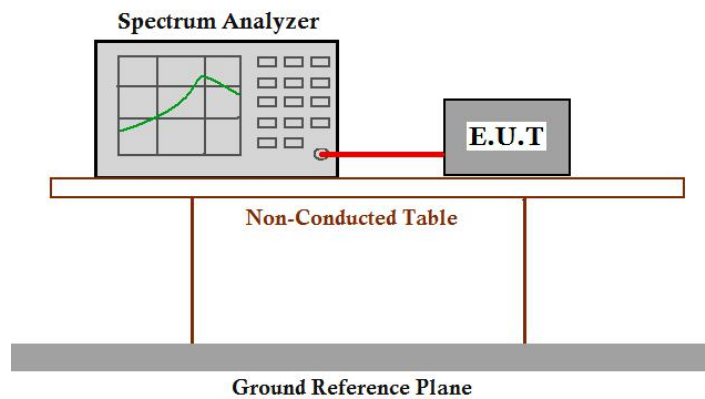 Spectrum Analyzer
E.U.T
Non-Conducted Table
Ground Reference Plane